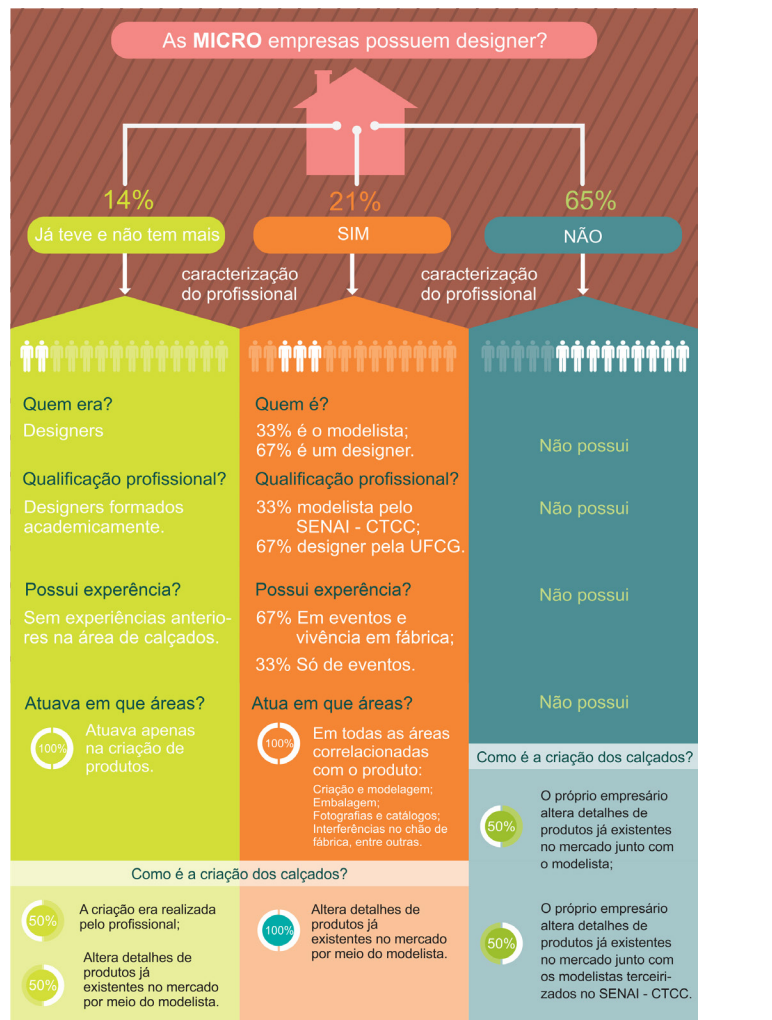 As MICRO empresas possuem designer?
14%
Já teve e não tem mais
21%
SIM
65%
NÃO
caracterização
do profissional
caracterização
do profissional
Quem era?
Designers
Qualificação profissional?
Designers formados
academicamente.
Possui experência?
Sem experiências anterio-
res na área de calçados.
Atuava em que áreas?
100%
Atuava apenas
na criação de
produtos.
Quem é?
33% é o modelista;
67% é um designer.
Qualificação profissional?
33% modelista pelo
SENAI - CTCC;
67% designer pela UFCG.
Possui experência?
67% Em eventos e
vivência em fábrica;
33% Só de eventos.
Atua em que áreas?
100%
Em todas as áreas
correlacionadas
com o produto:
Criação e modelagem;
Embalagem;
Fotografias e catálogos;
Interferências no chão de
fábrica, entre outras.
Não possui
Não possui
Não possui
Não possui
Como é a criação dos calçados?
50%
A criação era realizada
pelo profissional;
50%
Altera detalhes de
produtos já
existentes no mercado
por meio do modelista.
100%
Altera detalhes de
produtos já
existentes no mercado
por meio do modelista.
Como é a criação dos calçados?
50%
O próprio empresário
altera detalhes de
produtos já existentes
no mercado junto com
o modelista;
50%
O próprio empresário
altera detalhes de
produtos já existentes
no mercado junto com
os modelistas terceiri-
zados no SENAI - CTCC.